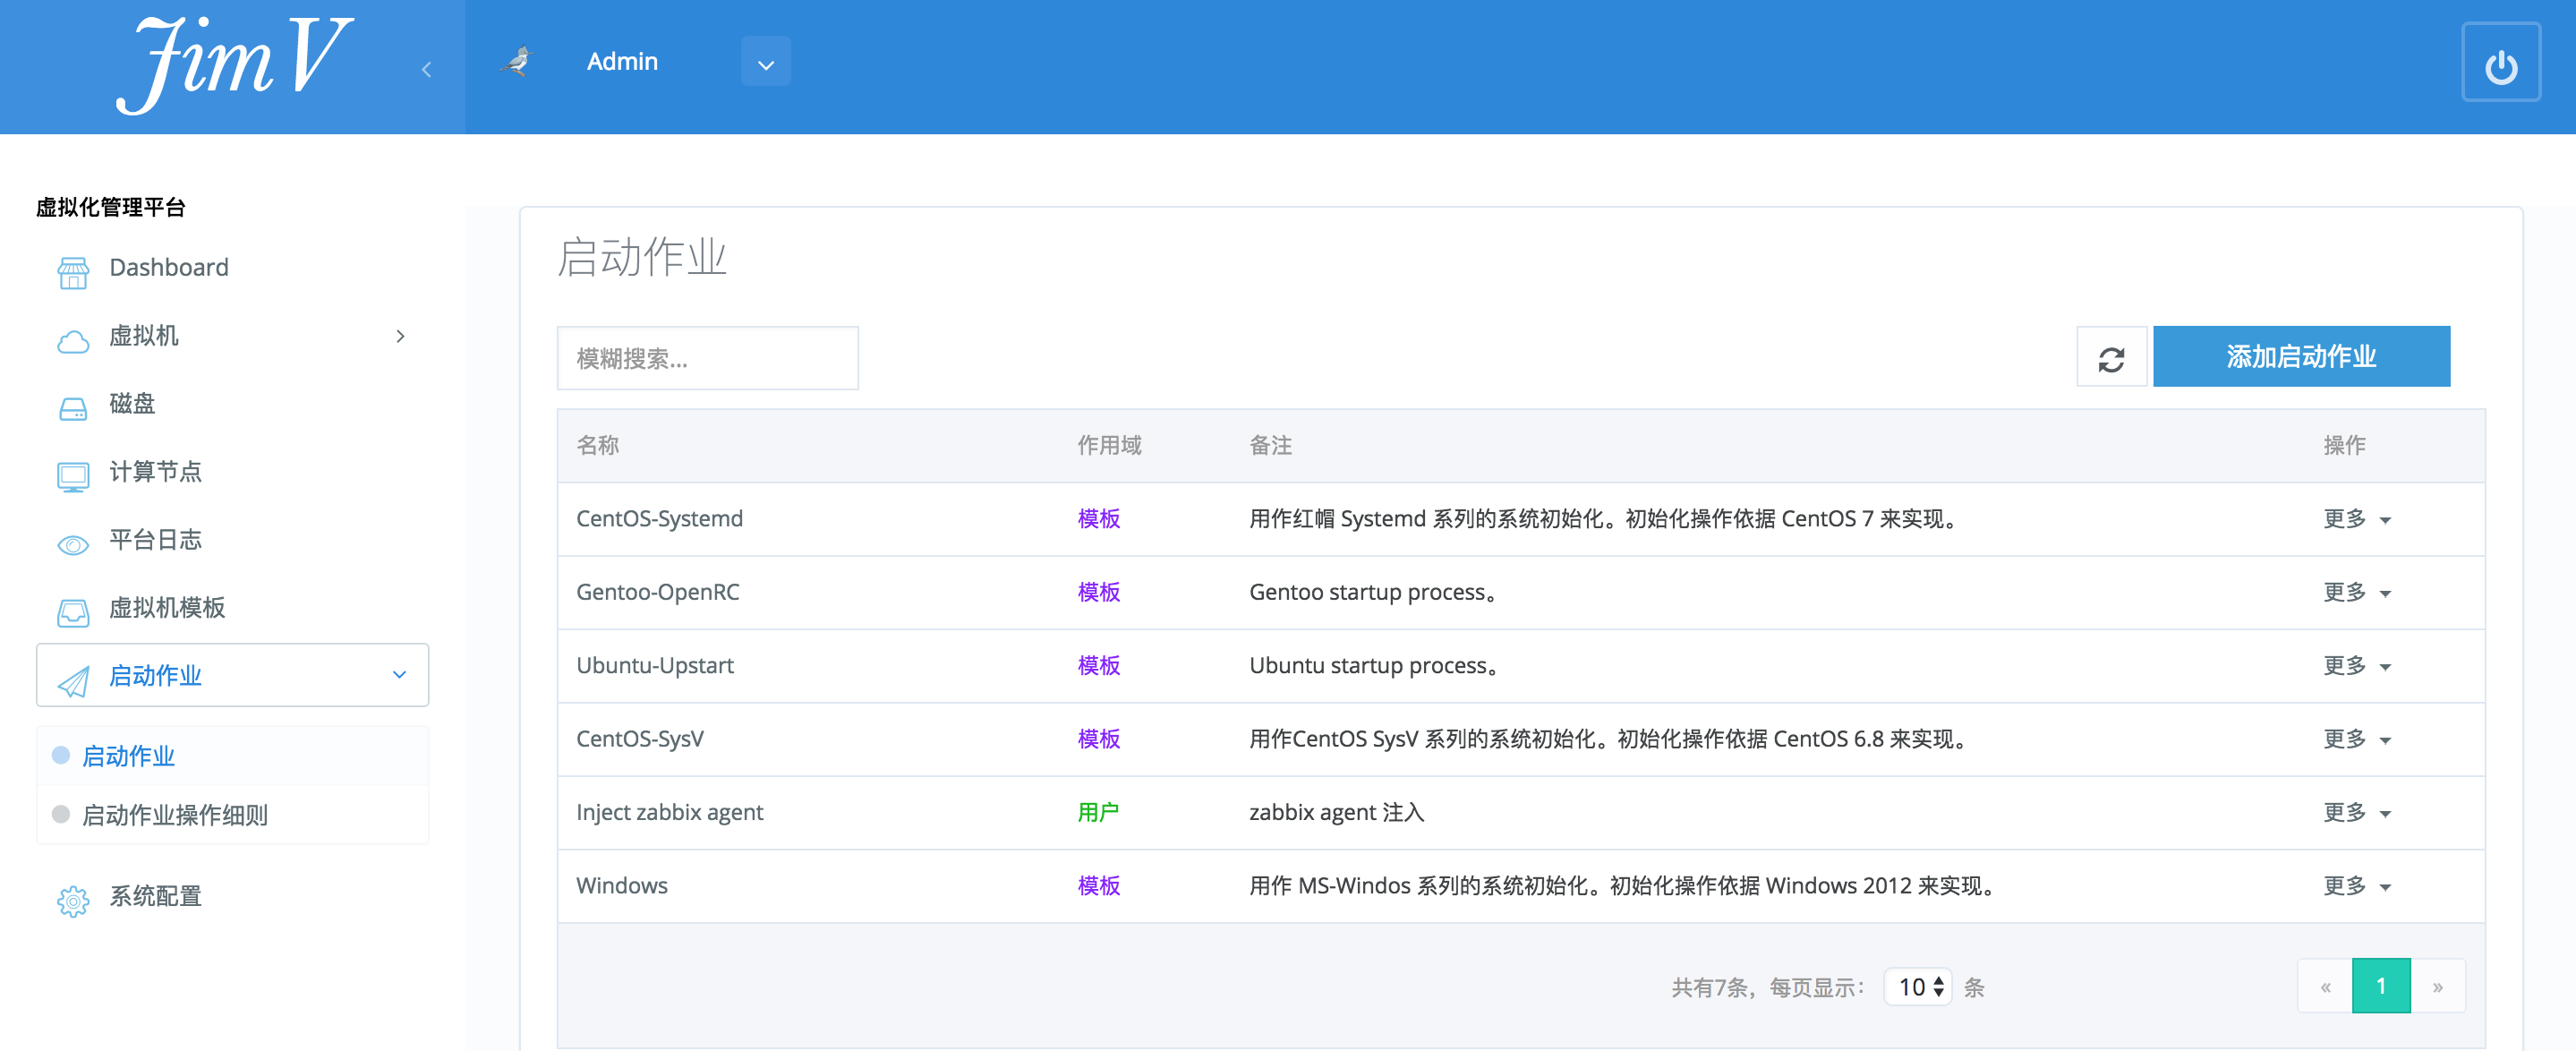 JimV
Admin
虚拟化管理平台
Dashboard
虚拟机
磁盘
计算节点
平台日志
虚拟机模板
启动作业
启动作业
启动作业操作细则
系统配置
启动作业
模糊搜索...
添加启动作业
名称 作用域 备注 操作
CentOS-Systemd 模板 用作红帽 Systemd 系列的系统初始化。初始化操作依据 CentOS 7 来实现。 更多
Gentoo-OpenRC 模板 Gentoo startup process。 更多
Ubuntu-Upstart 模板 Ubuntu startup process。 更多
CentOS-SysV 模板 用作CentOS SysV 系列的系统初始化。初始化操作依据 CentOS 6.8 来实现。 更多
Inject zabbix agent 用户 zabbix agent 注入 更多
Windows 模板 用作 MS-Windos 系列的系统初始化。初始化操作依据 Windows 2012 来实现。 更多
共有7条，每页显示： 10 条 « 1 »